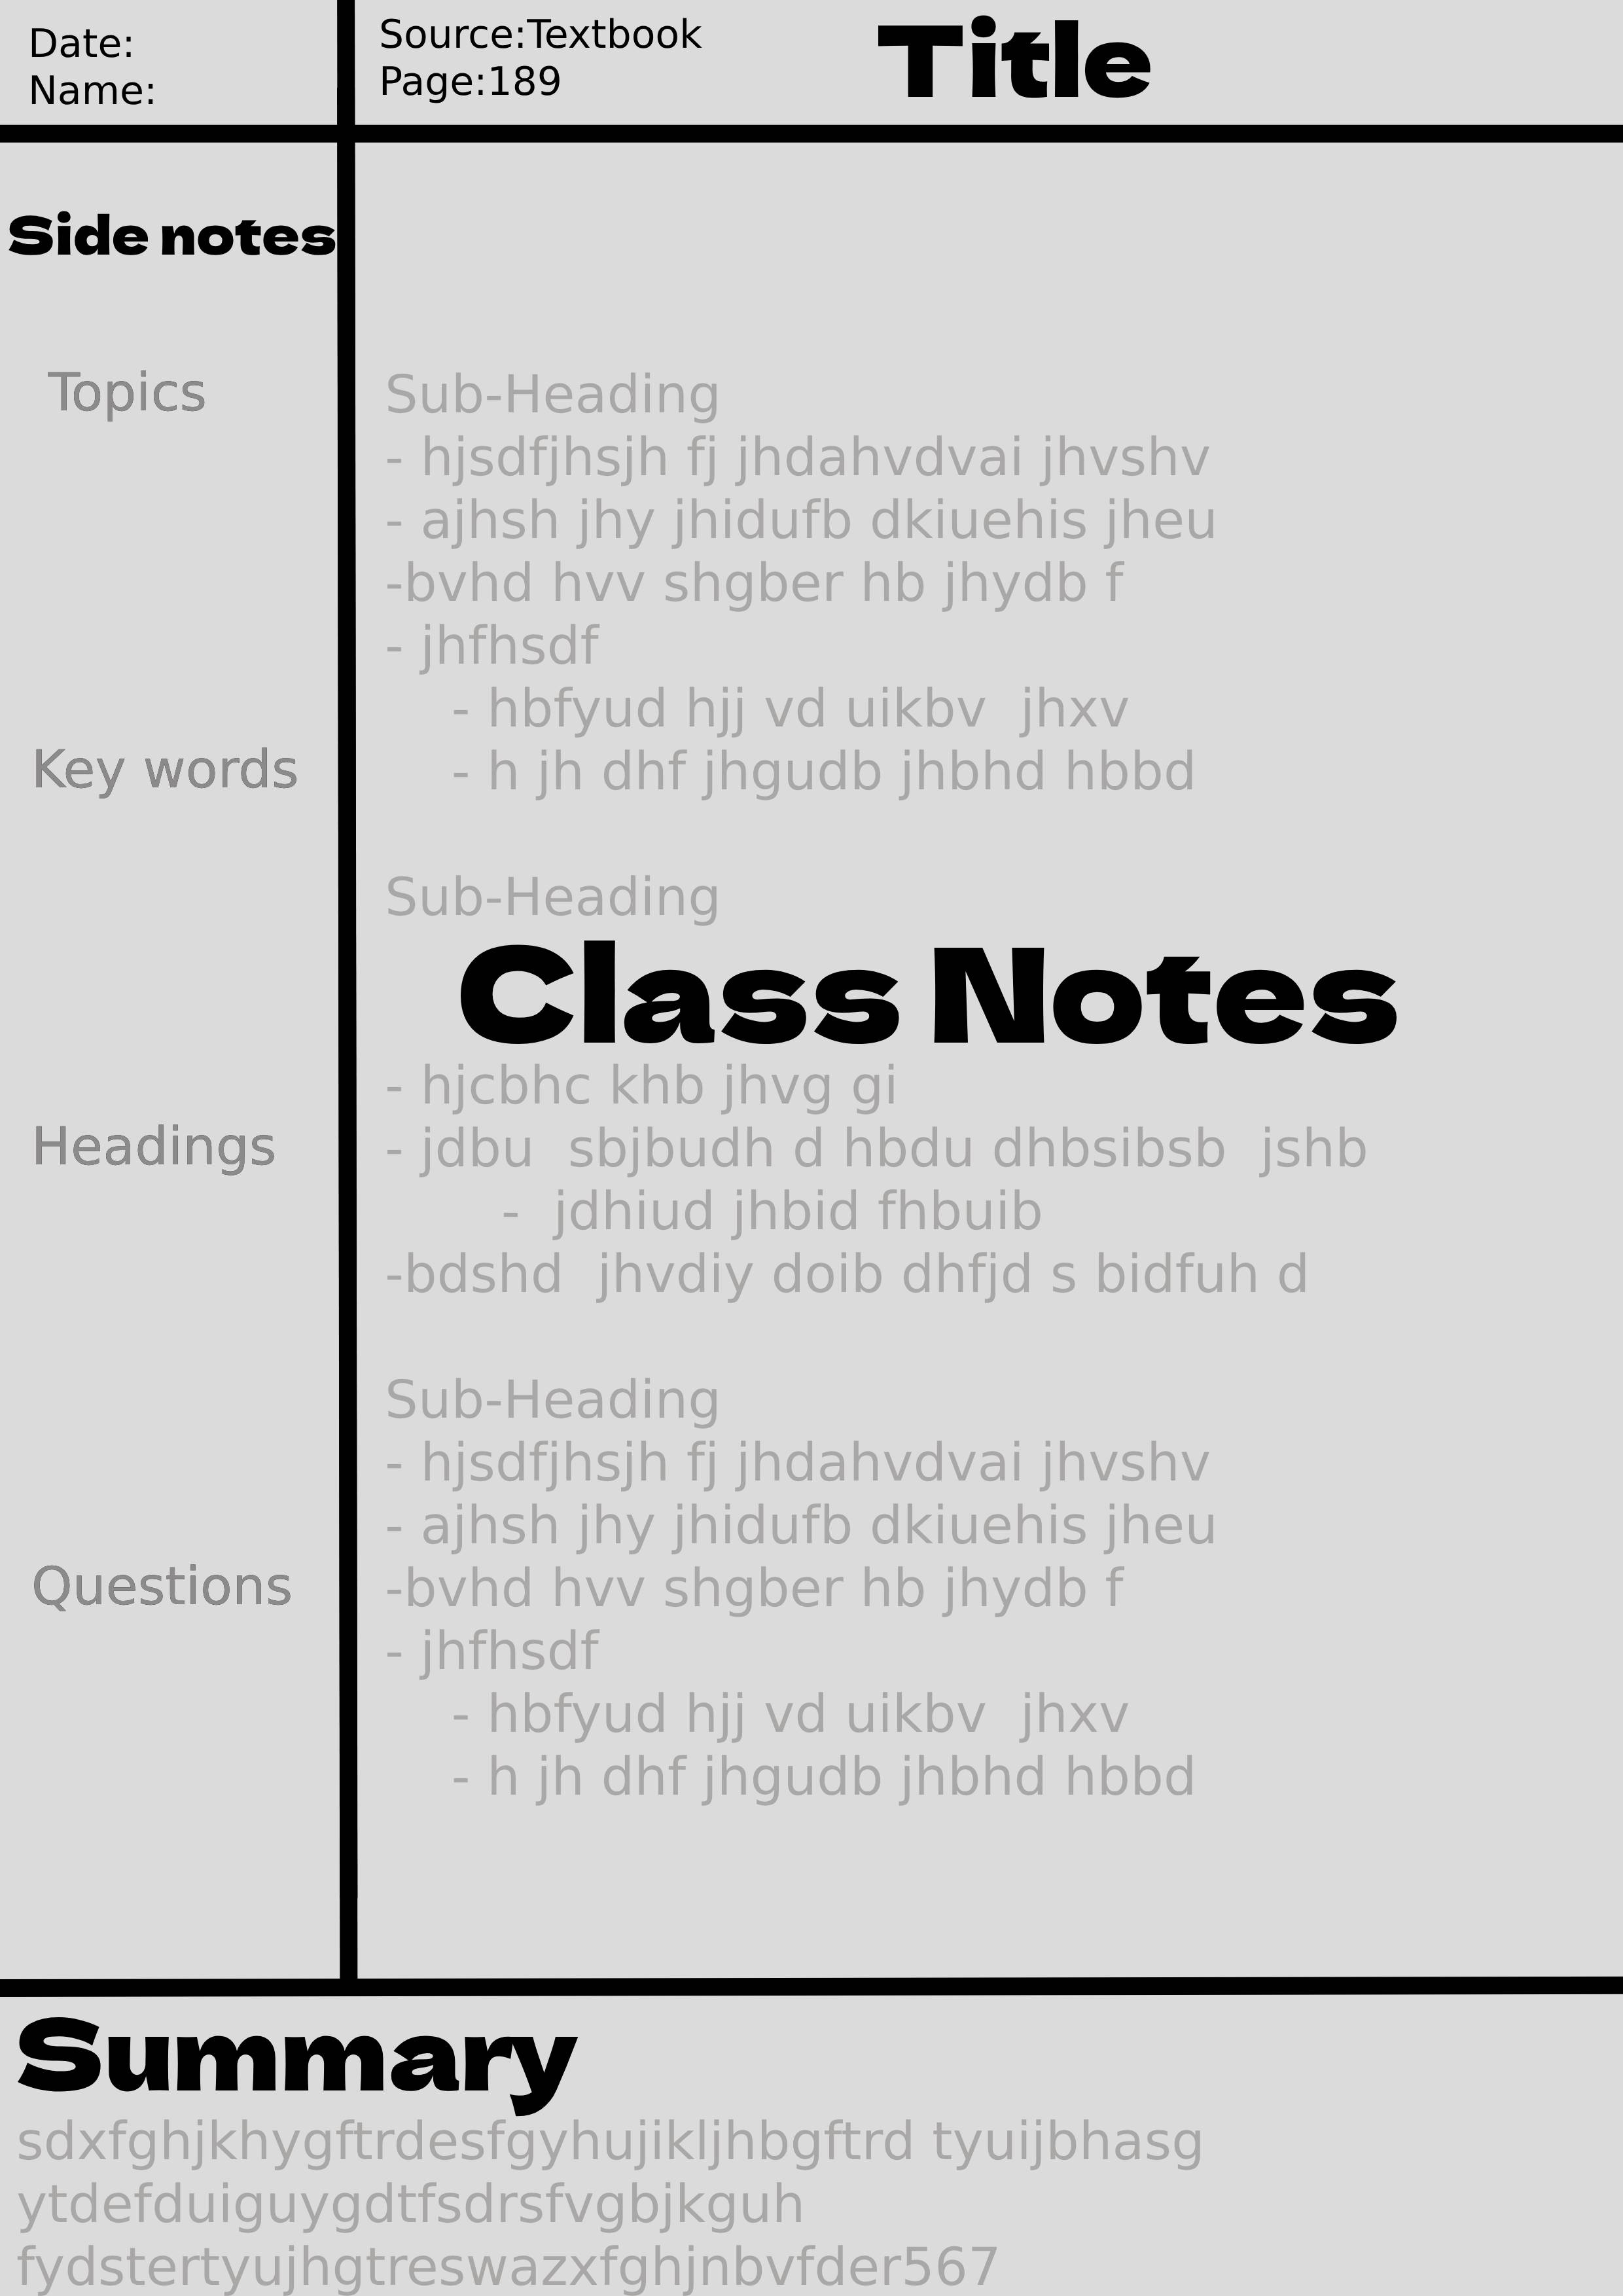 Date:
Name:
Source:Textbook
Page:189
Title
Side notes
Topics
Key words
Headings
Questions
Sub-Heading
- hjsdfjhsjh fj jhdahvdvai jhvshv
- ajhsh jhy jhidufb dkiuehis jheu
-bvhd hvv shgber hb jhydb f
- jhfhsdf
- hbfyud hjj vd uikbv jhxv
- h jh dhf jhgudb jhbhd hbbd
Sub-Heading
Class Notes
- hjcbhc khb jhvg gi
- jdbu sbjbudh d hbdu dhbsibsb jshb
- jdhiud jhbid fhbuib
-bdshd jhvdiy doib dhfjd s bidfuh d
Sub-Heading
- hjsdfjhsjh fj jhdahvdvai jhvshv
- ajhsh jhy jhidufb dkiuehis jheu
-bvhd hvv shgber hb jhydb f
- jhfhsdf
- hbfyud hjj vd uikbv jhxv
- h jh dhf jhgudb jhbhd hbbd
Summary
sdxfghjkhygftrdesfgyhujikljhbgftrd tyuijbhasg
ytdefduiguygdtfsdrsfvgbjkguh
fydstertyujhgtreswazxfghjnbvfder567